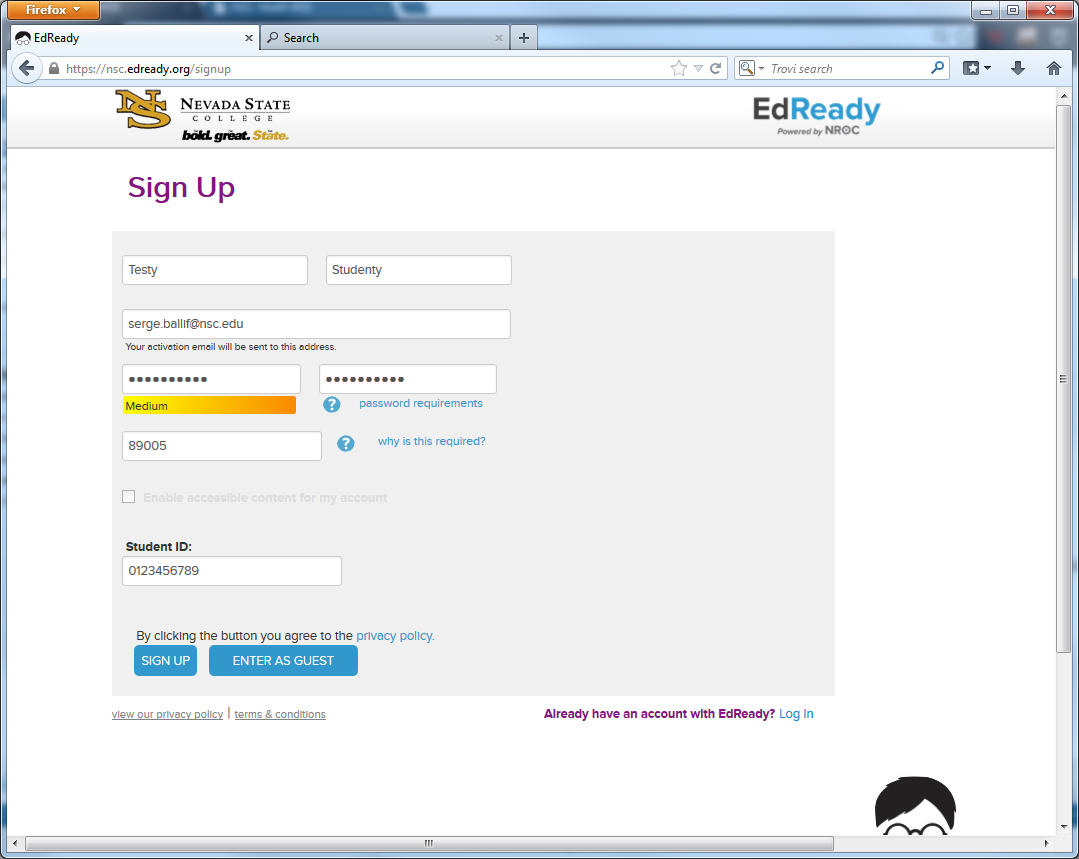 Firefox
EdReady
Search
https://nsc.edready.org/signup
Trovi search
NS
NEVADA STATE
COLLEGE
bold. great. State.
EdReady
Powered by NROC
Sign Up
Testy Studenty
serge.ballif@nsc.edu
Your activation email will be sent to this address.
•••••••••• ••••••••••
Medium ? password requirements
89005 ? why is this required?
Enable accessible content for my account
Student ID:
0123456789
By clicking the button you agree to the privacy policy.
SIGN UP ENTER AS GUEST
view our privacy policy | terms & conditions Already have an account with EdReady? Log In